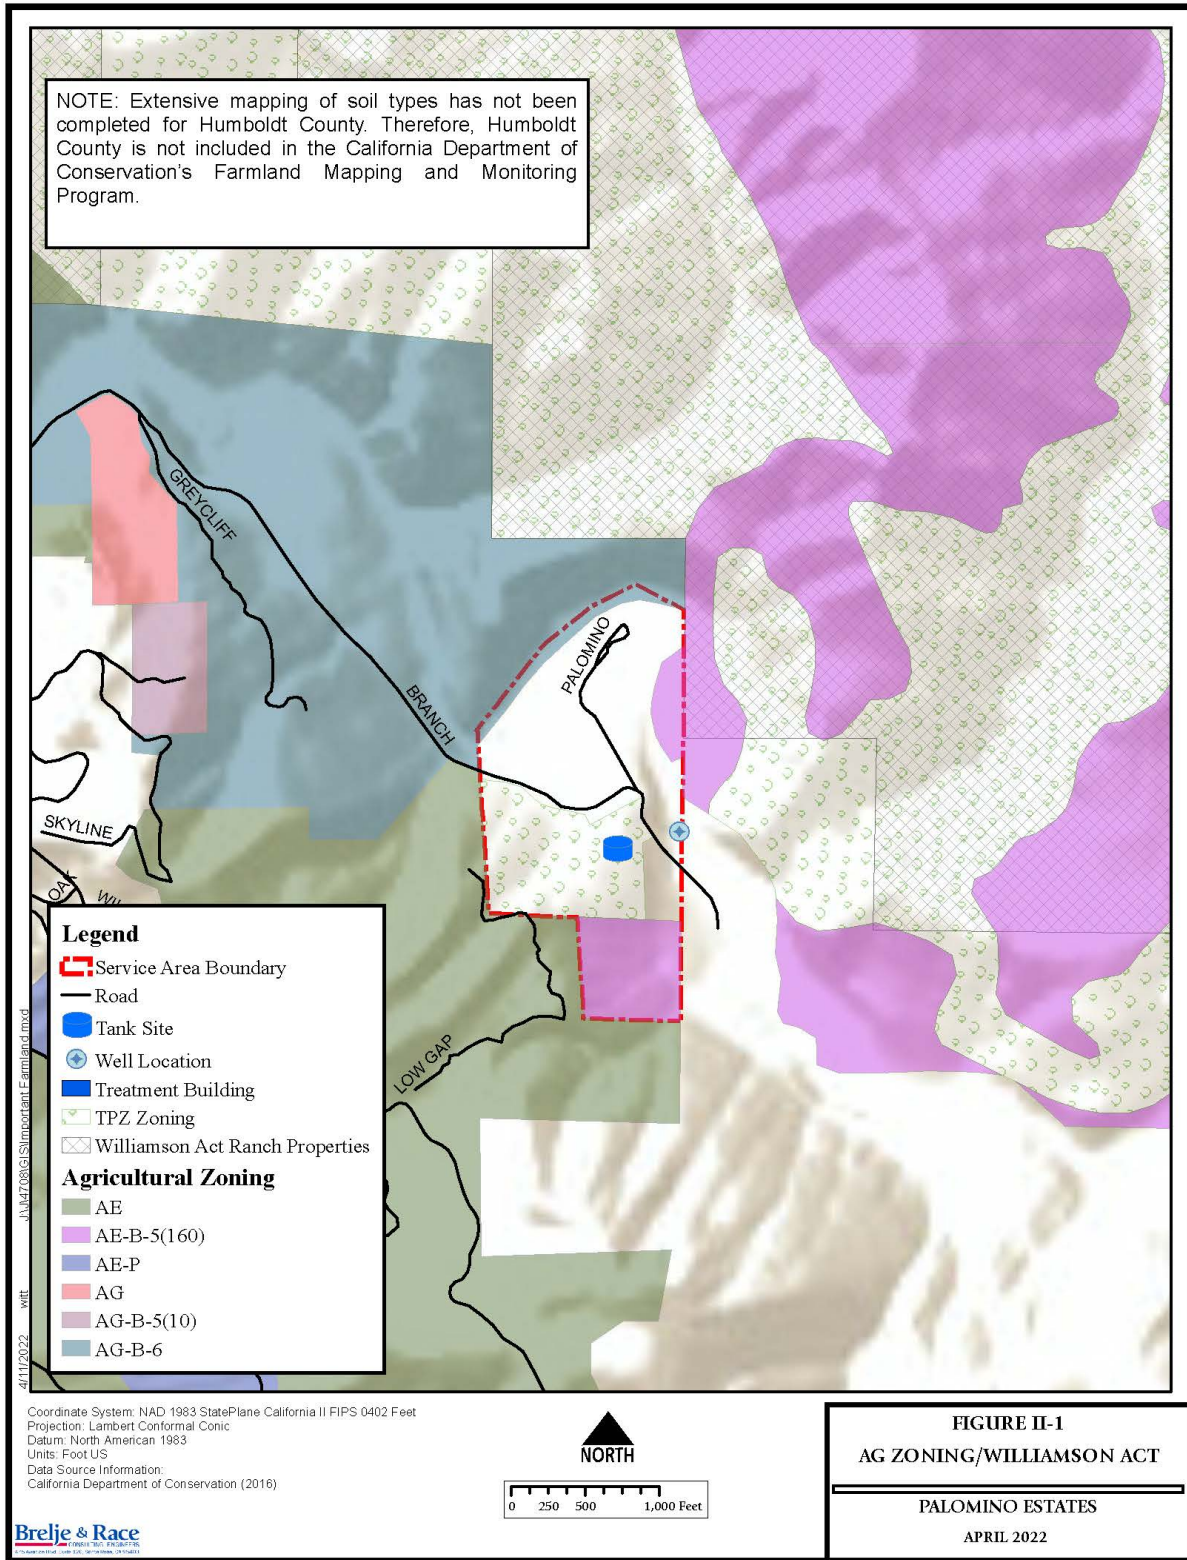 NOTE: Extensive mapping of soil types has not been
completed for Humboldt County. Therefore, Humboldt
County is not included in the California Department of
Conservation's Farmland Mapping and Monitoring
Program.
GREYCLIFF
PALOMINO
BRANCH
SKYLINE
OAK
LOW GAP
Legend
Service Area Boundary
Road
Tank Site
Well Location
Treatment Building
TPZ Zoning
Williamson Act Ranch Properties
Agricultural Zoning
AE
AE-B-5(160)
AE-P
AG
AG-B-5(10)
AG-B-6
4/11/2022 witt J:\J\4708\GIS\Important Farmland.mxd
Coordinate System: NAD 1983 StatePlane California II FIPS 0402 Feet
Projection: Lambert Conformal Conic
Datum: North American 1983
Units: Foot US
Data Source Information:
California Department of Conservation (2016)
NORTH
0 250 500 1,000 Feet
FIGURE II-1
AG ZONING/WILLIAMSON ACT
PALOMINO ESTATES
APRIL 2022
Brelje & Race
CONSULTING ENGINEERS